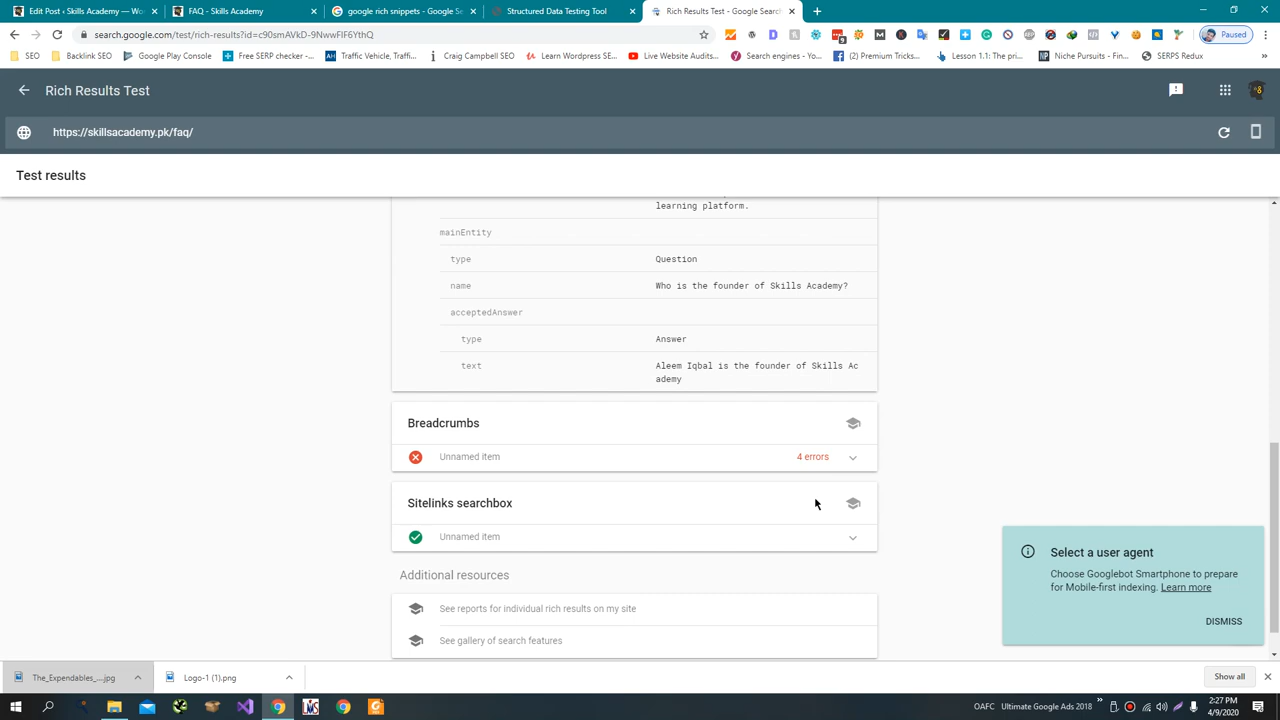 Edit Post ‹ Skills Academy — Wo
FAQ - Skills Academy
google rich snippets - Google Se
Structured Data Testing Tool
Rich Results Test - Google Searc
search.google.com/test/rich-results?id=c90smAVkD-9NwwFIF6YthQ
Paused
SEO
Backlink SEO
Google Play Console
Free SERP checker -...
Traffic Vehicle, Traffi...
Craig Campbell SEO
Learn Wordpress SE...
Live Website Audits...
Search engines - Yo...
(2) Premium Tricks...
Lesson 1.1: The pri...
Niche Pursuits - Fin...
SERPS Redux
Rich Results Test
https://skillsacademy.pk/faq/
Test results
learning platform.
mainEntity
type Question
name Who is the founder of Skills Academy?
acceptedAnswer
type Answer
text Aleem Iqbal is the founder of Skills Ac
ademy
Breadcrumbs
Unnamed item 4 errors
Sitelinks searchbox
Unnamed item
Select a user agent
Choose Googlebot Smartphone to prepare
for Mobile-first indexing. Learn more
DISMISS
Additional resources
See reports for individual rich results on my site
See gallery of search features
The_Expendables_....jpg
Logo-1 (1).png
Show all
OAFC Ultimate Google Ads 2018
2:27 PM
4/9/2020